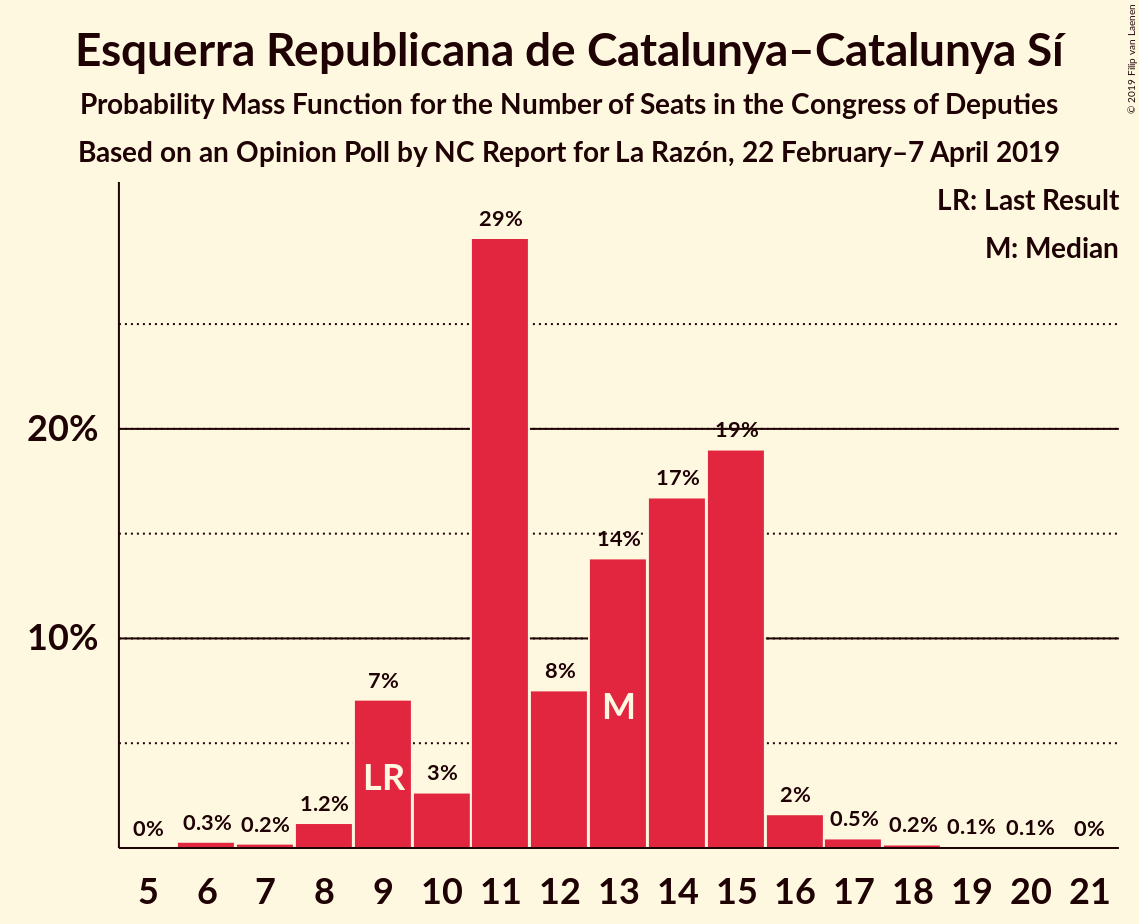 Esquerra Republicana de Catalunya–Catalunya Sí
Probability Mass Function for the Number of Seats in the Congress of Deputies
Based on an Opinion Poll by NC Report for La Razón, 22 February–7 April 2019
© 2019 Filip van Laenen
LR: Last Result
M: Median
20%
10%
0% 0.3% 0.2% 1.2% 7% 3% 29% 8% 14% 17% 19% 2% 0.5% 0.2% 0.1% 0.1% 0%
LR M
5 6 7 8 9 10 11 12 13 14 15 16 17 18 19 20 21